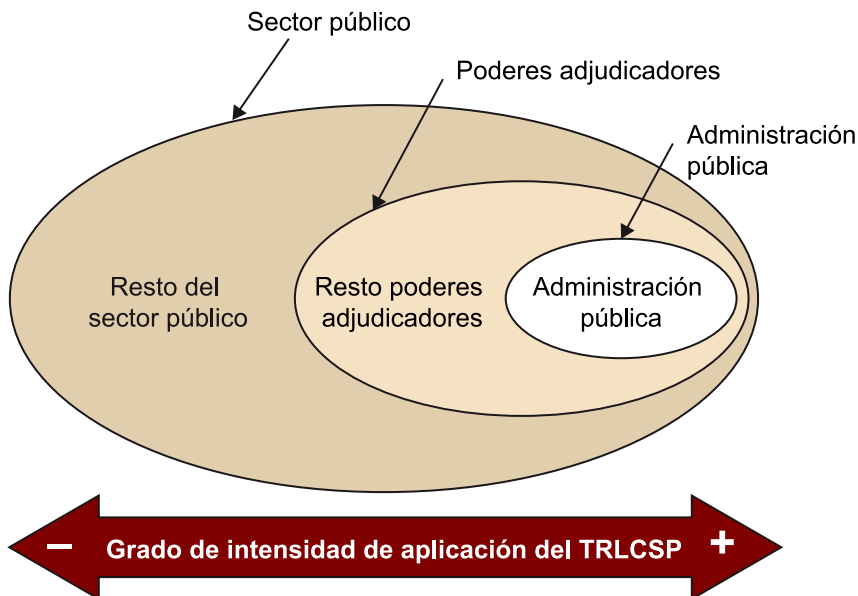 Sector público
Poderes adjudicadores
Administración
pública
Resto del
sector público
Resto poderes
adjudicadores
Administración
pública
– Grado de intensidad de aplicación del TRLCSP +